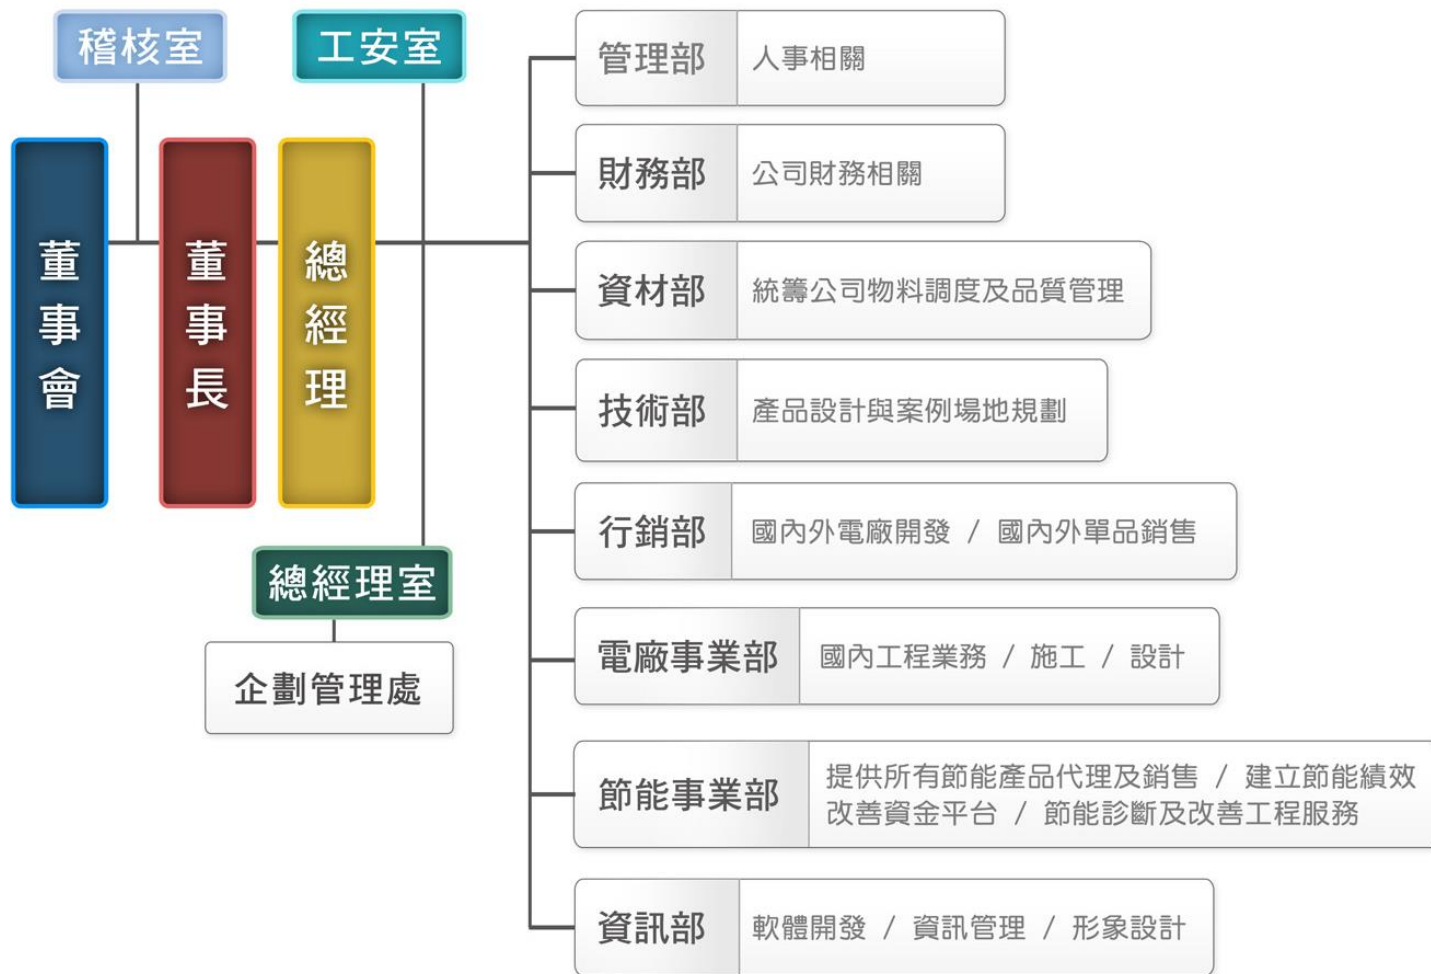 稽核室
工安室
董事會
董事長
總經理
總經理室
企劃管理處
管理部 人事相關
財務部 公司財務相關
資材部 統籌公司物料調度及品質管理
技術部 產品設計與案例場地規劃
行銷部 國內外電廠開發 / 國內外單品銷售
電廠事業部 國內工程業務 / 施工 / 設計
節能事業部 提供所有節能產品代理及銷售 / 建立節能績效
改善資金平台 / 節能診斷及改善工程服務
資訊部 軟體開發 / 資訊管理 / 形象設計